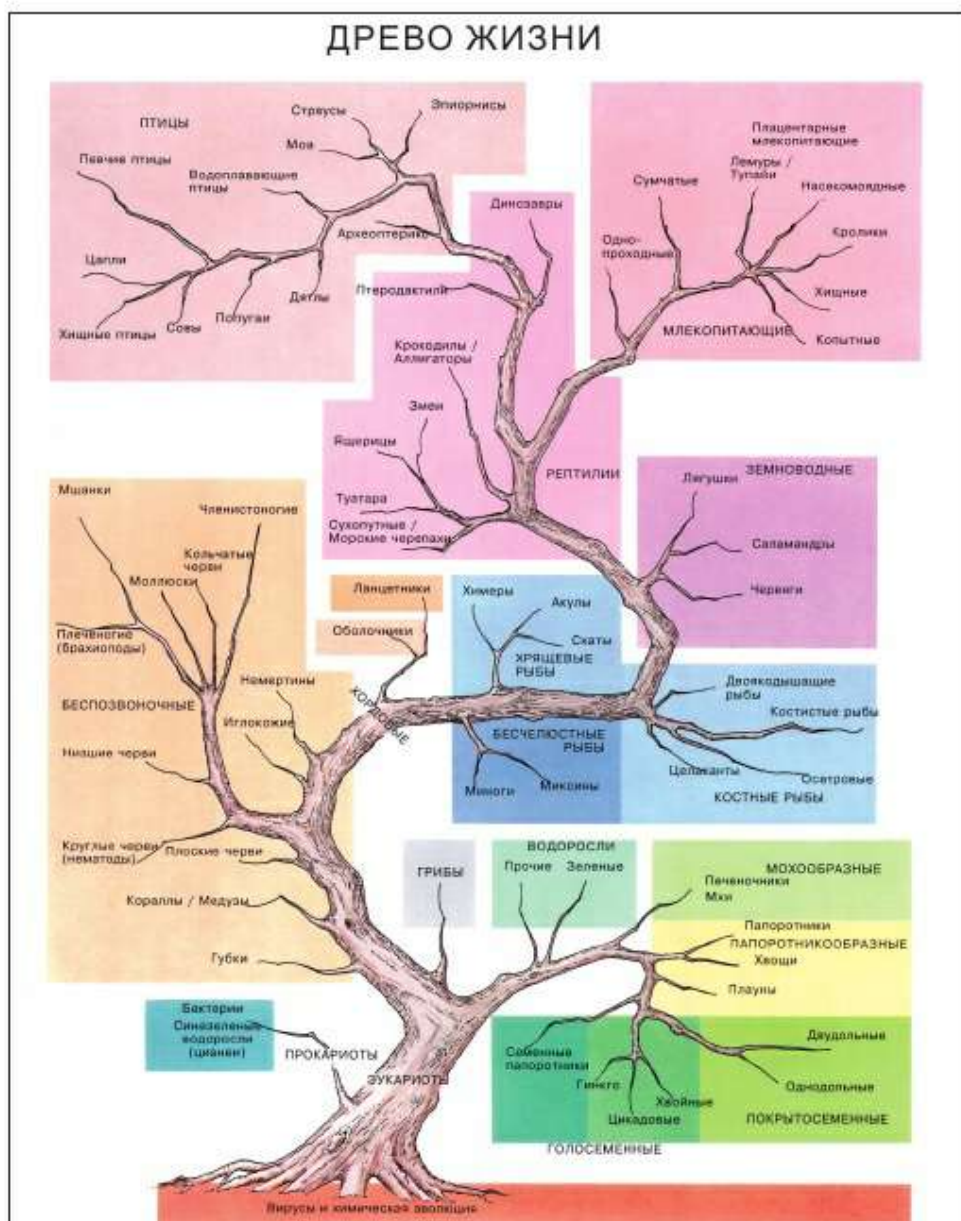 ДРЕВО ЖИЗНИ
ПТИЦЫ
Страусы
Эпиорнисы
Моа
Певчие птицы
Водоплавающие
птицы
Археоптерикс
Цапли
Хищные птицы
Совы
Попугаи
Дятлы
Динозавры
Птеродактили
Крокодилы /
Аллигаторы
Змеи
Ящерицы
Туатара
Сухопутные /
Морские черепахи
РЕПТИЛИИ
Плацентарные
млекопитающие
Лемуры /
Тупайи
Сумчатые
Насекомоядные
Одно-
проходные
Кролики
Хищные
МЛЕКОПИТАЮЩИЕ
Копытные
ЗЕМНОВОДНЫЕ
Лягушки
Саламандры
Червяги
Мшанки
Членистоногие
Кольчатые
черви
Моллюски
Плеченогие
(брахиоподы)
Немертины
БЕСПОЗВОНОЧНЫЕ
Иглокожие
Низшие черви
Круглые черви
(нематоды)
Плоские черви
Кораллы / Медузы
Губки
Ланцетники
Оболочники
ХОРДОВЫЕ
Химеры
Акулы
Скаты
ХРЯЩЕВЫЕ
РЫБЫ
БЕСЧЕЛЮСТНЫЕ
РЫБЫ
Миноги
Миксины
Двоякодышащие
рыбы
Костистые рыбы
Целаканты
Осетровые
КОСТНЫЕ РЫБЫ
ГРИБЫ
ВОДОРОСЛИ
Прочие
Зеленые
МОХООБРАЗНЫЕ
Печеночники
Мхи
Папоротники
ПАПОРОТНИКООБРАЗНЫЕ
Хвощи
Плауны
Бактерии
Синезеленые
водоросли
(цианеи)
ПРОКАРИОТЫ
ЭУКАРИОТЫ
Семенные
папоротники
Гинкго
Хвойные
Цикадовые
ГОЛОСЕМЕННЫЕ
Двудольные
Однодольные
ПОКРЫТОСЕМЕННЫЕ
Вирусы и химическая эволюция